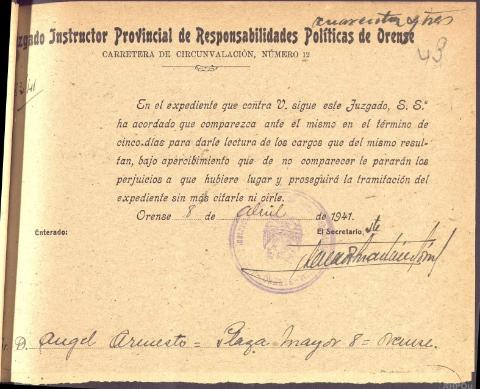 cuarenta y tres
43
Juzgado Instructor Provincial de Responsabilidades Políticas de Orense
CARRETERA DE CIRCUNVALACIÓN, NÚMERO 12
En el expediente que contra V. sigue este Juzgado, S. S.ª
ha acordado que comparezca ante el mismo en el término de
cinco días para darle lectura de los cargos que del mismo resul-
tan, bajo apercibimiento que de no comparecer le pararán los
perjuicios a que hubiere lugar y proseguirá la tramitación del
expediente sin más citarle ni oirle.
Orense 8 de abril de 1941.
Enterado: El Secretario,
D. Angel Armesto = Plaza Mayor 8 = Orense.